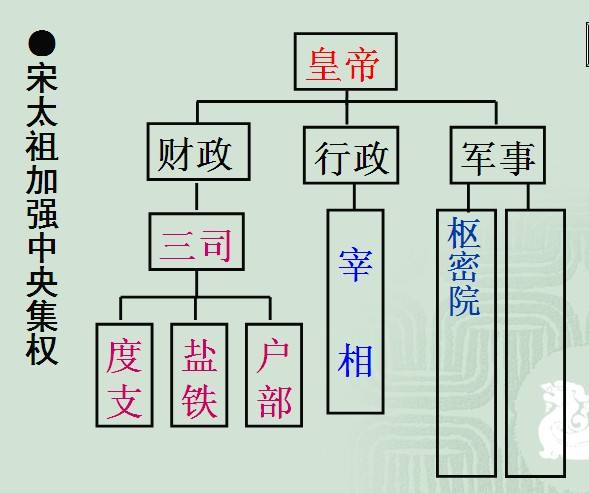 ●宋太祖加强中央集权
皇帝
财政
行政
军事
三司
宰相
枢密院
度支
盐铁
户部